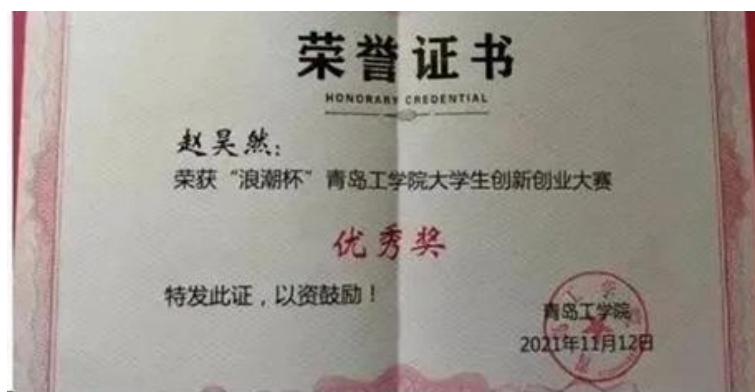 荣誉证书
HONORARY CREDENTIAL
赵昊然:
荣获“浪潮杯”青岛工学院大学生创新创业大赛
优秀奖
特发此证，以资鼓励！
青岛工学院
2021年11月12日